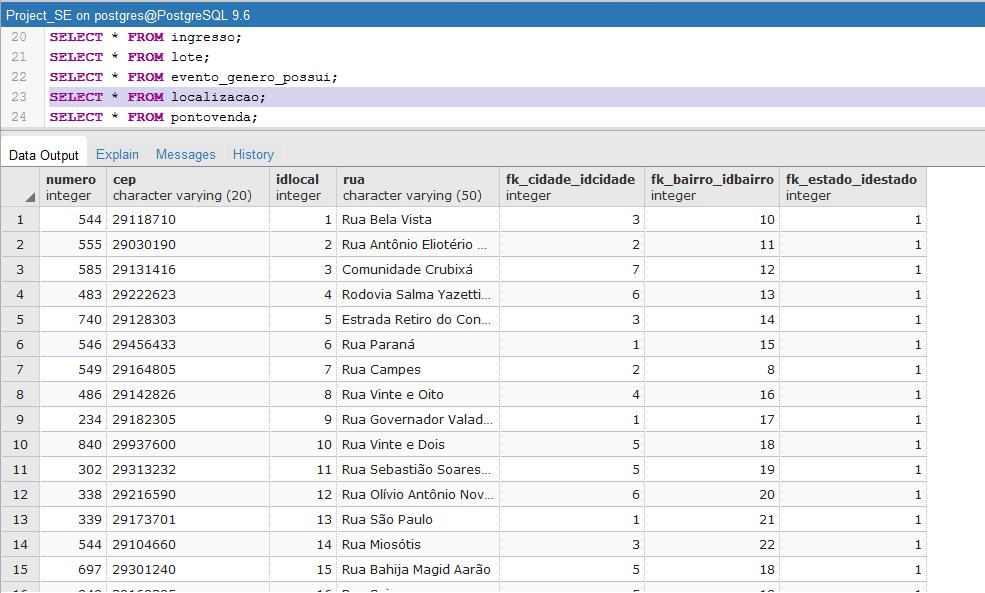 Project_SE on postgres@PostgreSQL 9.6
20 SELECT * FROM ingresso;
21 SELECT * FROM lote;
22 SELECT * FROM evento_genero_possui;
23 SELECT * FROM localizacao;
24 SELECT * FROM pontovenda;
Data Output Explain Messages History
numero cep idlocal rua fk_cidade_idcidade fk_bairro_idbairro fk_estado_idestado
integer character varying (20) integer character varying (50) integer integer integer
1 544 29118710 1 Rua Bela Vista 3 10 1
2 555 29030190 2 Rua Antônio Eliotério ... 2 11 1
3 585 29131416 3 Comunidade Crubixá 7 12 1
4 483 29222623 4 Rodovia Salma Yazetti... 6 13 1
5 740 29128303 5 Estrada Retiro do Con... 3 14 1
6 546 29456433 6 Rua Paraná 1 15 1
7 549 29164805 7 Rua Campes 2 8 1
8 486 29142826 8 Rua Vinte e Oito 4 16 1
9 234 29182305 9 Rua Governador Valad... 1 17 1
10 840 29937600 10 Rua Vinte e Dois 5 18 1
11 302 29313232 11 Rua Sebastião Soares... 5 19 1
12 338 29216590 12 Rua Olívio Antônio Nov... 6 20 1
13 339 29173701 13 Rua São Paulo 1 21 1
14 544 29104660 14 Rua Miosótis 3 22 1
15 697 29301240 15 Rua Bahija Magid Aarão 5 18 1